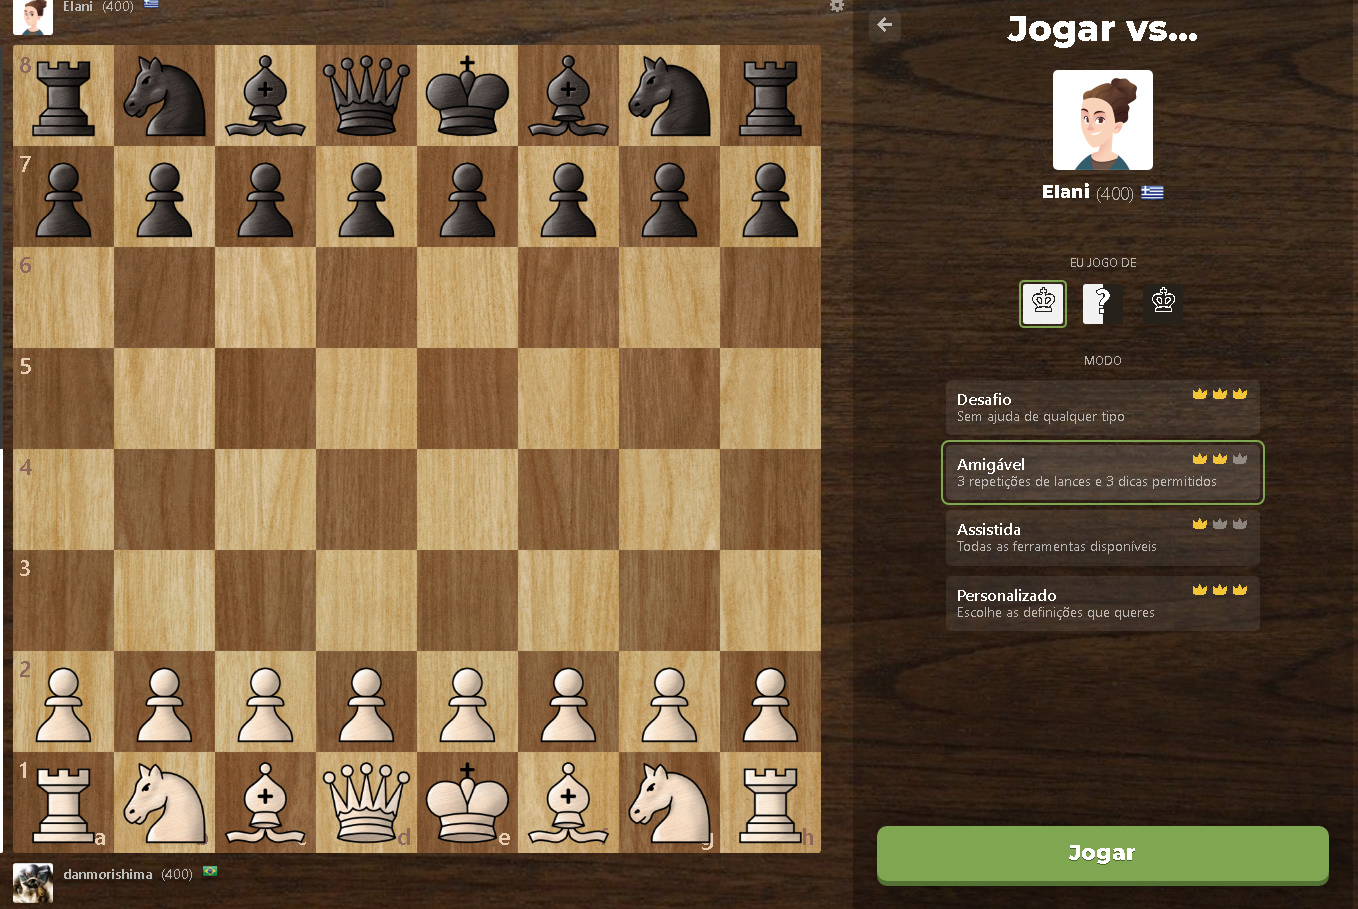 Elani (400)
8
7
6
5
4
3
2
1
a
c
d
e
g
h
danmorishima (400)
Jogar vs...
Elani (400)
EU JOGO DE
?
MODO
Desafio
Sem ajuda de qualquer tipo
Amigável
3 repetições de lances e 3 dicas permitidos
Assistida
Todas as ferramentas disponíveis
Personalizado
Escolhe as definições que queres
Jogar